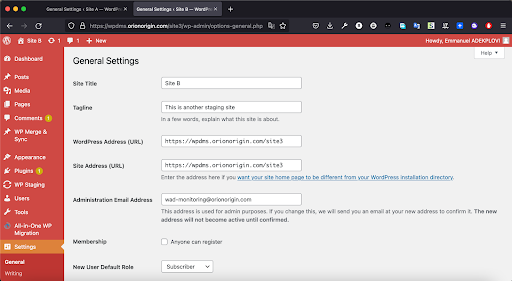 General Settings ‹ Site A — WordPr
General Settings ‹ Site B — WordPr
https://wpdms.orionorigin.com/site3/wp-admin/options-general.php
Site B
1
1
New
Howdy, Emmanuel ADEKPLOVI
Help
Dashboard
Posts
Media
Pages
Comments 1
WP Merge &
Sync
Appearance
Plugins 1
WP Staging
Users
Tools
All-in-One WP
Migration
Settings
General
Writing
General Settings
Site Title
Site B
Tagline
This is another staging site
In a few words, explain what this site is about.
WordPress Address (URL)
https://wpdms.orionorigin.com/site3
Site Address (URL)
https://wpdms.orionorigin.com/site3
Enter the address here if you want your site home page to be different from your WordPress installation directory.
Administration Email Address
wad-monitoring@orionorigin.com
This address is used for admin purposes. If you change this, we will send you an email at your new address to confirm it. The new
address will not become active until confirmed.
Membership
Anyone can register
New User Default Role
Subscriber